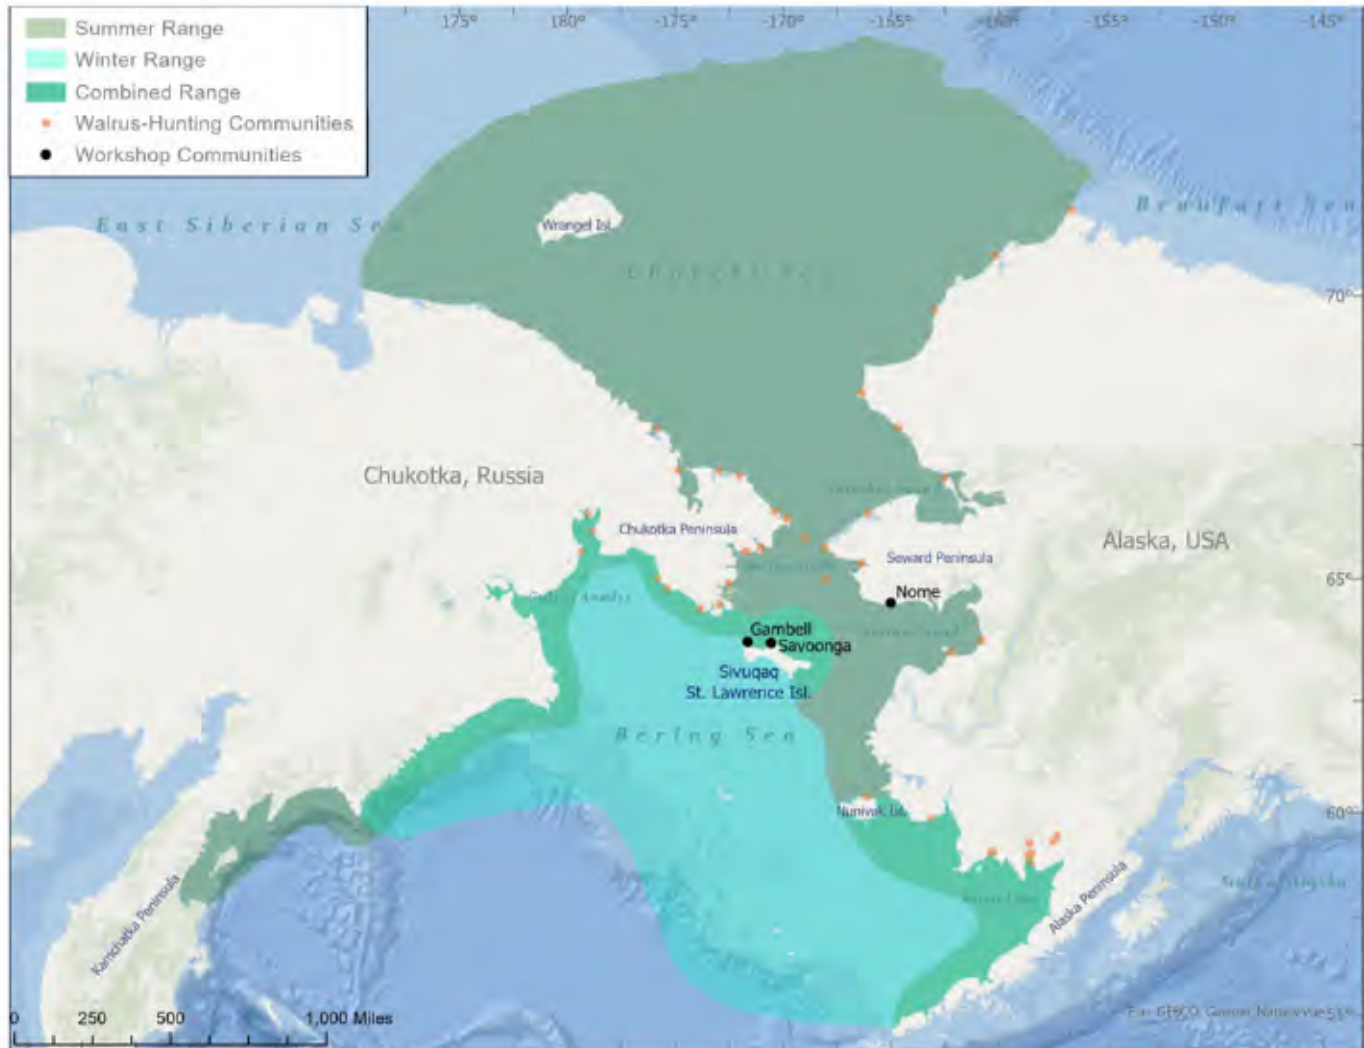 Summer Range
Winter Range
Combined Range
Walrus-Hunting Communities
Workshop Communities
175° 180° -175° -170° -165° -160° -155° -150° -145°
East Siberian Se
Wrangel Isl.
70°
Chukotka, Russia
Chukotka Peninsula
Seward Peninsula
Alaska, USA
65°
Nome
Gambell
Savoonga
Sivuqaq
St. Lawrence Isl.
Bering Sea
Nunivak Isl.
60°
Kamchatka Peninsula
Alaska Peninsula
0 250 500 1,000 Miles